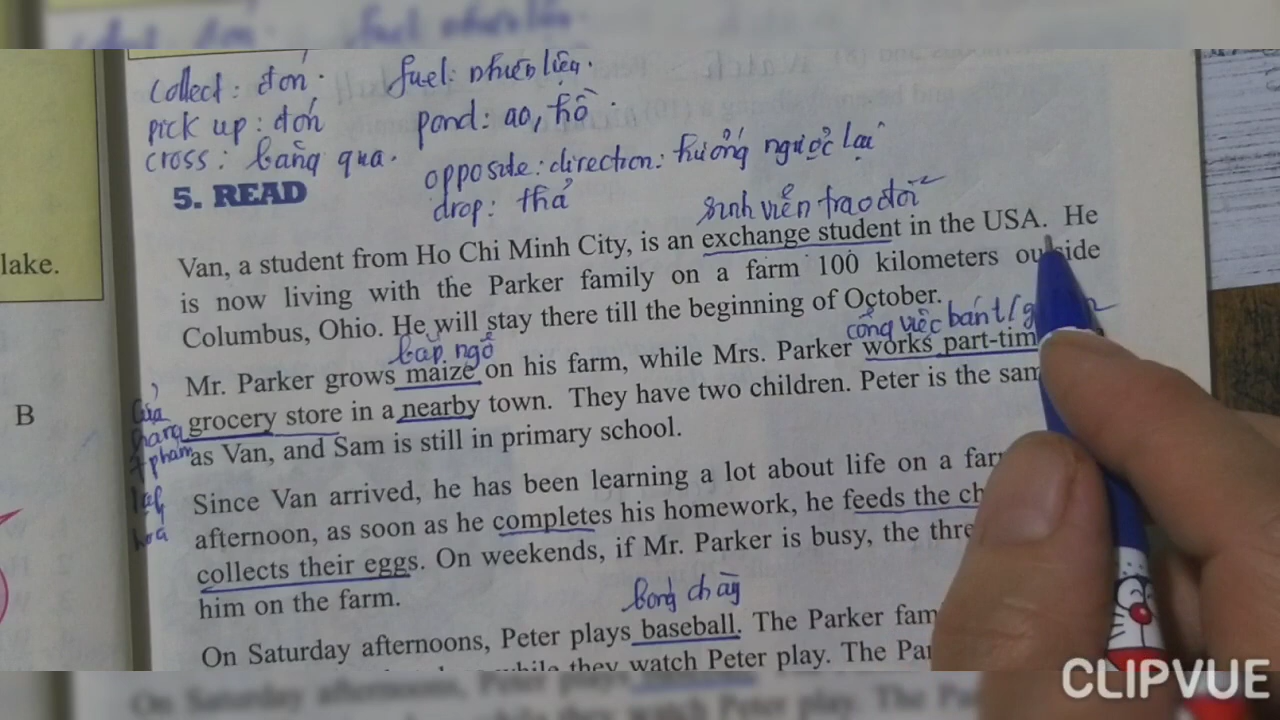 collect: đón. fuel: nhiên liệu.
pick up: đón pond: ao, hồ.
cross: băng qua. opposite: direction: hướng ngược lại
5. READ drop: thả sinh viên trao đổi
Van, a student from Ho Chi Minh City, is an exchange student in the USA. He
is now living with the Parker family on a farm 100 kilometers outside
Columbus, Ohio. He will stay there till the beginning of October.
bắp, ngô công việc bán t/g
Mr. Parker grows maize on his farm, while Mrs. Parker works part-tim
Cửa hàng t phẩm tạp hóa
grocery store in a nearby town. They have two children. Peter is the sam
as Van, and Sam is still in primary school.
Since Van arrived, he has been learning a lot about life on a far
afternoon, as soon as he completes his homework, he feeds the ch
collects their eggs. On weekends, if Mr. Parker is busy, the thre
him on the farm.
bóng chày
On Saturday afternoons, Peter plays baseball. The Parker fam
while they watch Peter play. The Par
lake.
B
CLIPVUE